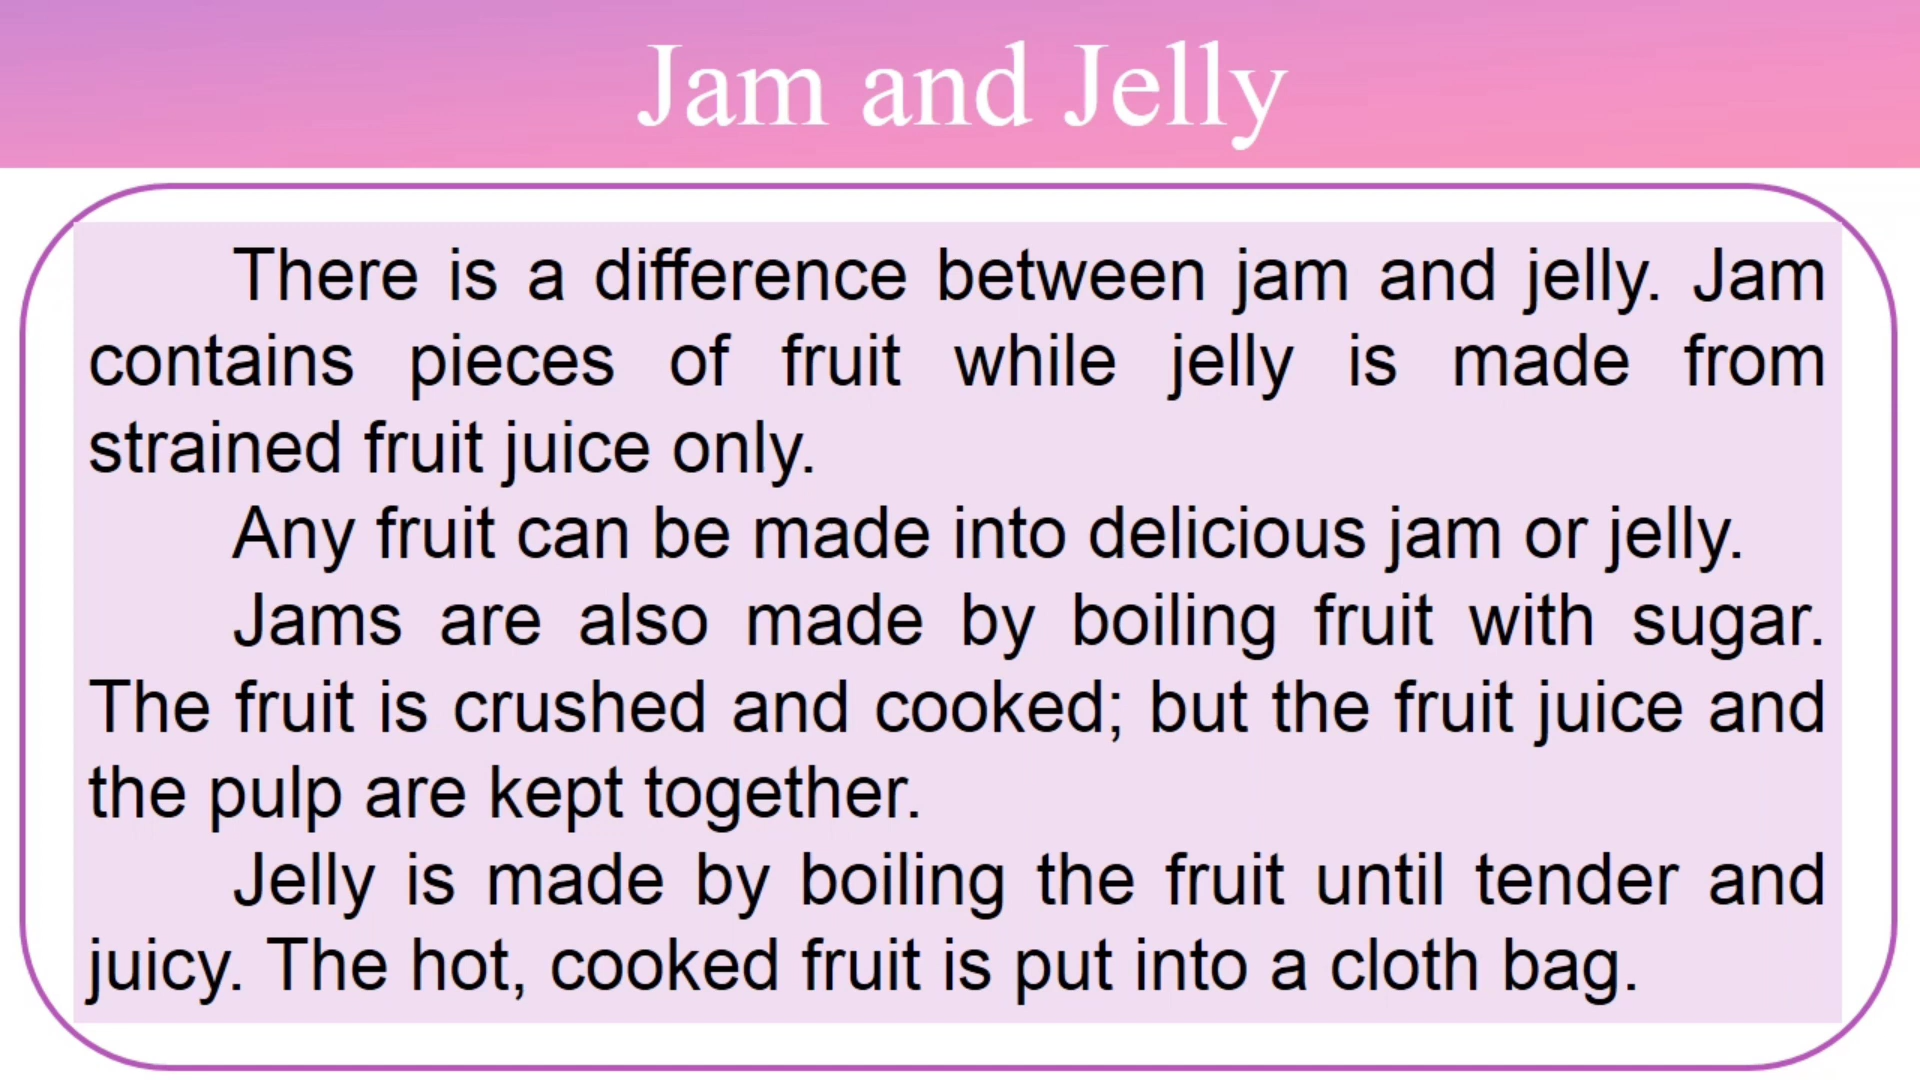 Jam and Jelly
There is a difference between jam and jelly. Jam
contains pieces of fruit while jelly is made from
strained fruit juice only.
Any fruit can be made into delicious jam or jelly.
Jams are also made by boiling fruit with sugar.
The fruit is crushed and cooked; but the fruit juice and
the pulp are kept together.
Jelly is made by boiling the fruit until tender and
juicy. The hot, cooked fruit is put into a cloth bag.